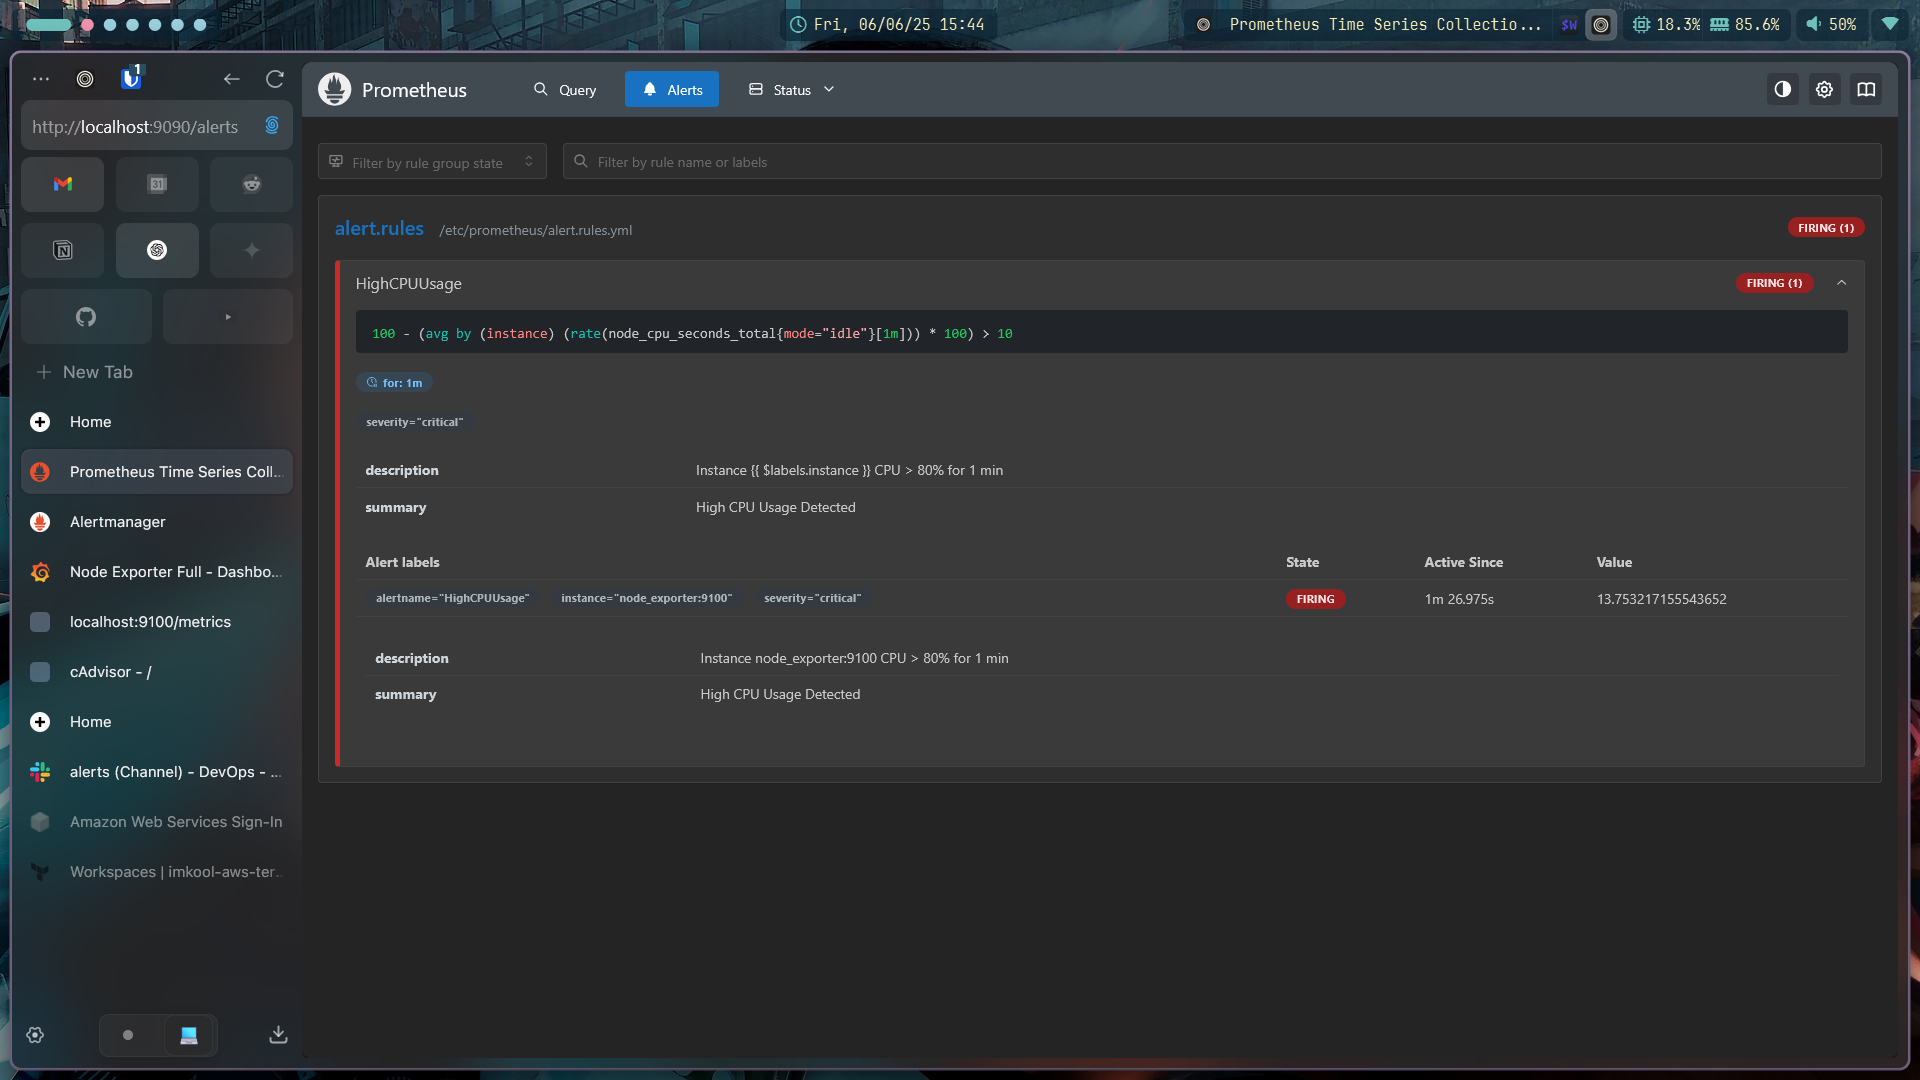 Fri, 06/06/25 15:44
Prometheus Time Series Collectio...
$W
18.3%
85.6%
50%
1
http://localhost:9090/alerts
31
New Tab
Home
Prometheus Time Series Coll...
Alertmanager
Node Exporter Full - Dashbo...
localhost:9100/metrics
cAdvisor - /
Home
alerts (Channel) - DevOps - ...
Amazon Web Services Sign-In
Workspaces | imkool-aws-ter...
Prometheus
Query
Alerts
Status
Filter by rule group state
Filter by rule name or labels
alert.rules /etc/prometheus/alert.rules.yml
FIRING (1)
HighCPUUsage
FIRING (1)
100 - (avg by (instance) (rate(node_cpu_seconds_total{mode="idle"}[1m])) * 100) > 10
for: 1m
severity="critical"
description Instance {{ $labels.instance }} CPU > 80% for 1 min
summary High CPU Usage Detected
Alert labels State Active Since Value
alertname="HighCPUUsage" instance="node_exporter:9100" severity="critical" FIRING 1m 26.975s 13.753217155543652
description Instance node_exporter:9100 CPU > 80% for 1 min
summary High CPU Usage Detected